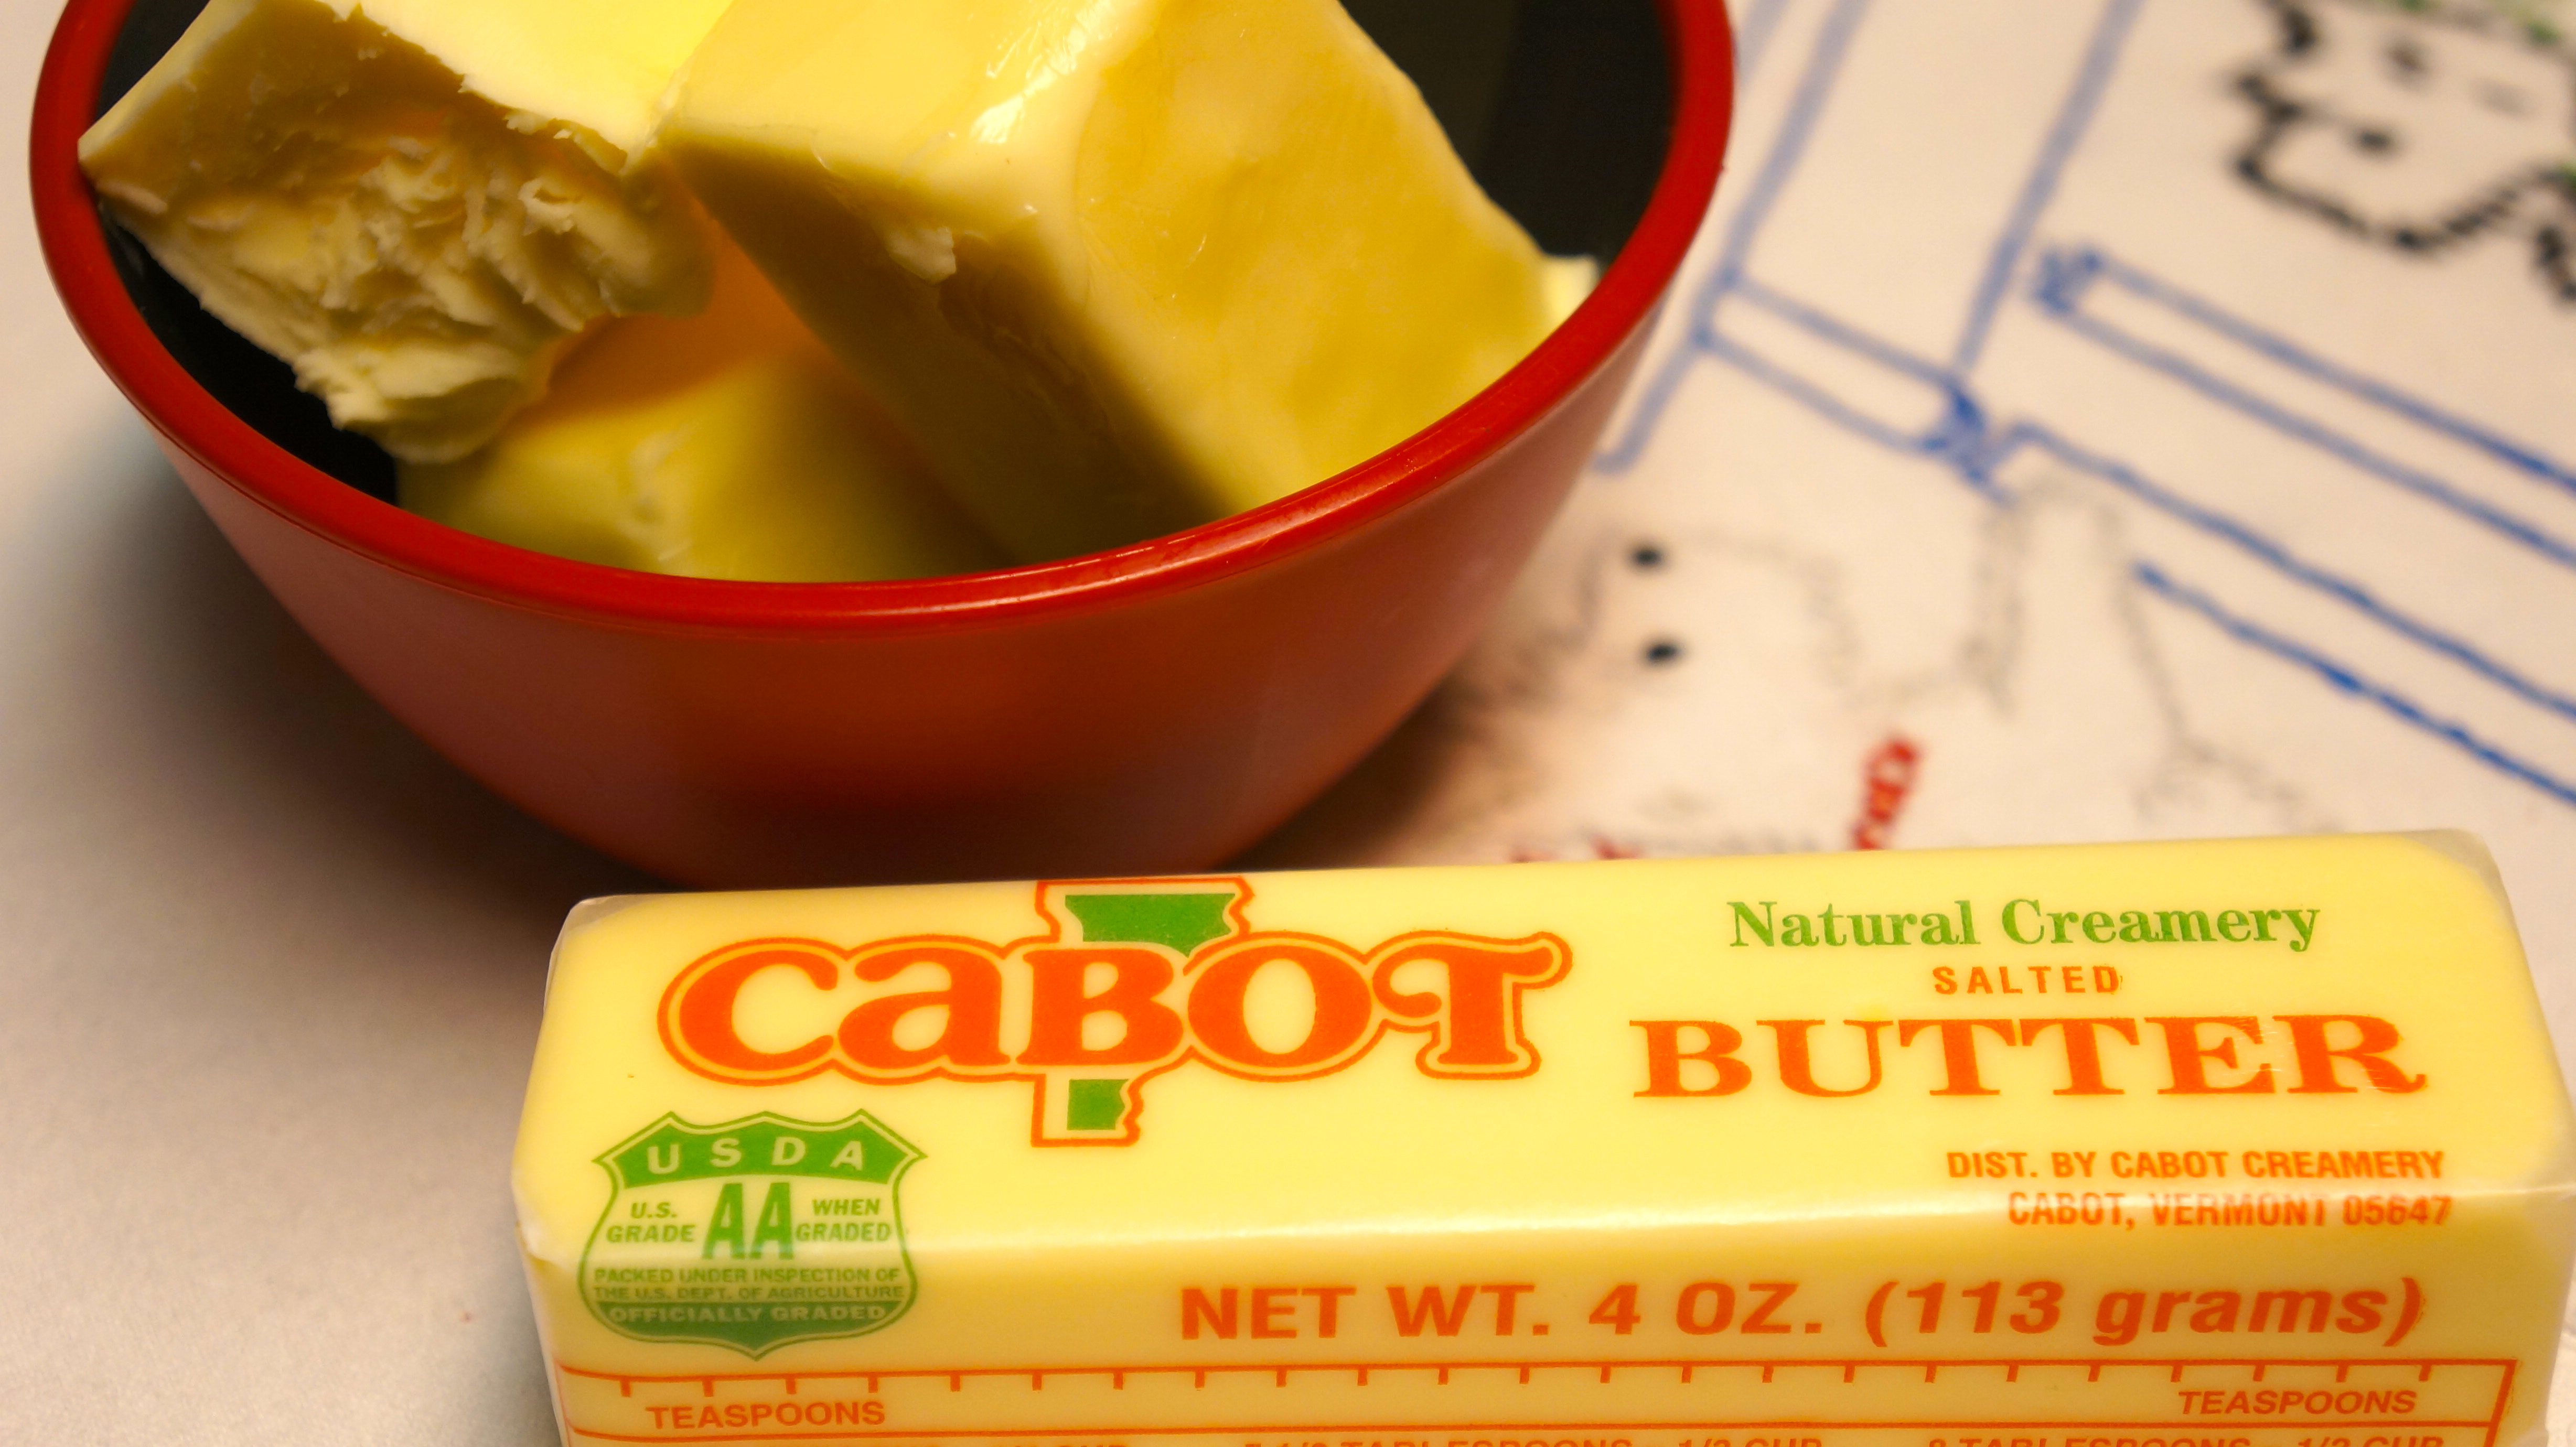 CABOT
Natural Creamery
SALTED
BUTTER
DIST. BY CABOT CREAMERY
CABOT, VERMONT 05647
USDA
U.S. GRADE AA WHEN GRADED
PACKED UNDER INSPECTION OF
THE U.S. DEPT. OF AGRICULTURE
OFFICIALLY GRADED
NET WT. 4 OZ. (113 grams)
TEASPOONS TEASPOONS